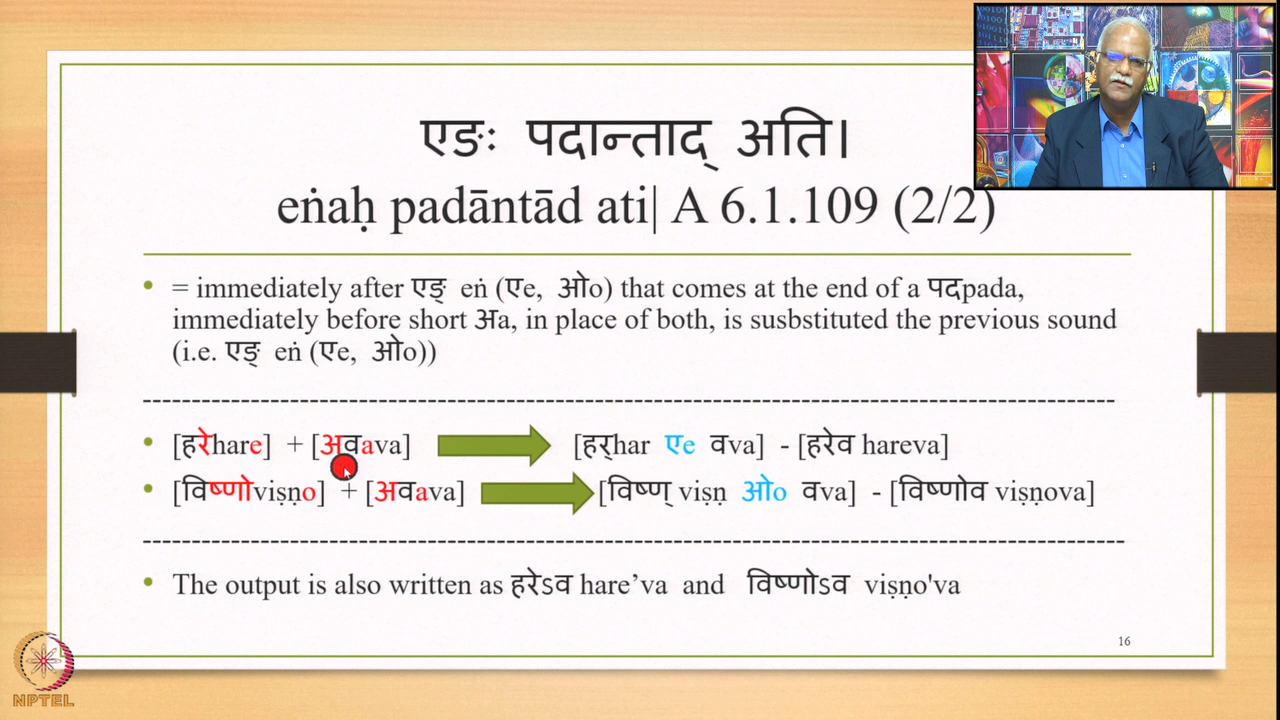 एङः पदान्ताद् अति।
eṅaḥ padāntād ati| A 6.1.109 (2/2)
• = immediately after एङ् eṅ (एe, ओo) that comes at the end of a पदpada,
immediately before short अa, in place of both, is susbstituted the previous sound
(i.e. एङ् eṅ (एe, ओo))
--------------------------------------------------------------------------------
• [हरेhare] + [अवava] [हर्har एe वva] - [हरेव hareva]
• [विष्णोviṣṇo] + [अवava] [विष्ण् viṣṇ ओo वva] - [विष्णोव viṣṇova]
--------------------------------------------------------------------------------
• The output is also written as हरेऽव hare’va and विष्णोऽव viṣṇo'va
16
NPTEL